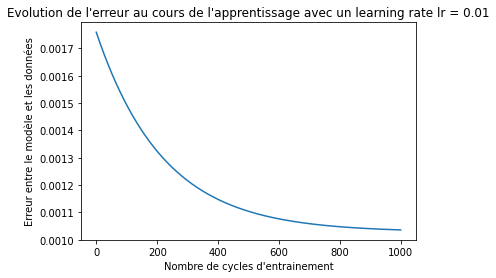 Evolution de l'erreur au cours de l'apprentissage avec un learning rate lr = 0.01
Erreur entre le modèle et les données
0.0017
0.0016
0.0015
0.0014
0.0013
0.0012
0.0011
0.0010
0 200 400 600 800 1000
Nombre de cycles d'entrainement